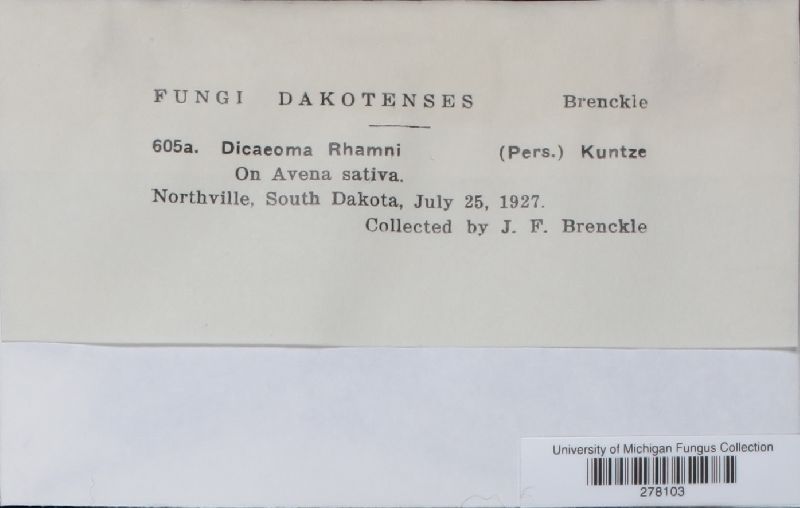 FUNGI DAKOTENSES Brenckle
605a. Dicaeoma Rhamni (Pers.) Kuntze
On Avena sativa.
Northville, South Dakota, July 25, 1927.
Collected by J. F. Brenckle
University of Michigan Fungus Collection
278103